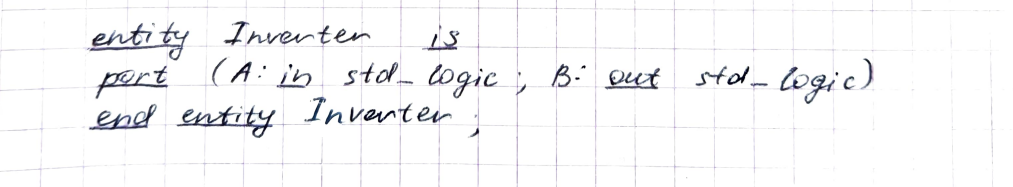 entity Inverter is
port (A: in std_logic; B: out std_logic)
end entity Inverter;